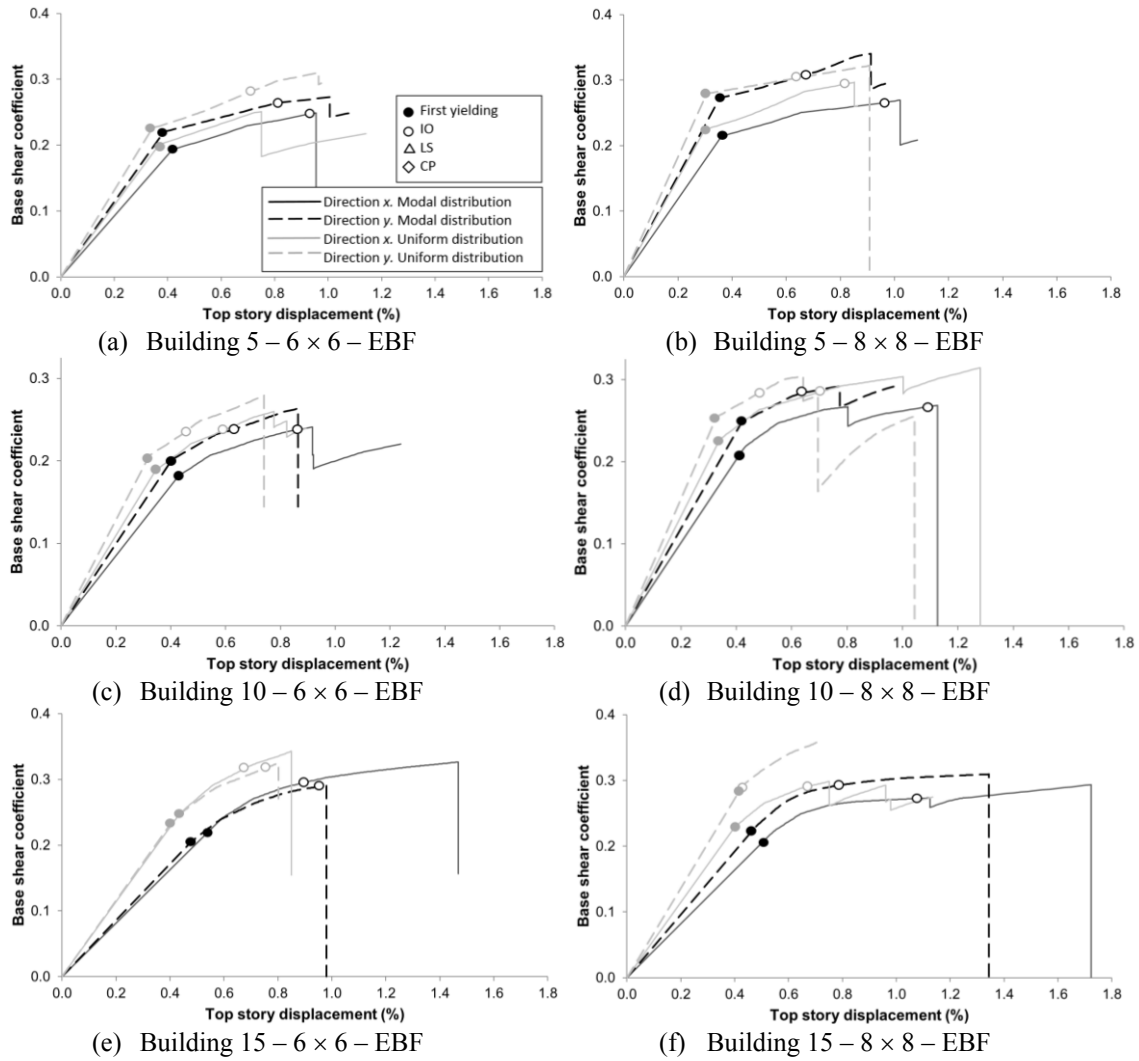 Base shear coefficient
0.4
0.3
0.2
0.1
0.0
First yielding
IO
LS
CP
Direction x. Modal distribution
Direction y. Modal distribution
Direction x. Uniform distribution
Direction y. Uniform distribution
0.0 0.2 0.4 0.6 0.8 1.0 1.2 1.4 1.6 1.8
Top story displacement (%)
(a) Building 5 – 6 × 6 – EBF
Base shear coefficient
0.4
0.3
0.2
0.1
0.0
0.0 0.2 0.4 0.6 0.8 1.0 1.2 1.4 1.6 1.8
Top story displacement (%)
(b) Building 5 – 8 × 8 – EBF
Base shear coefficient
0.3
0.2
0.1
0.0
0.0 0.2 0.4 0.6 0.8 1.0 1.2 1.4 1.6 1.8
Top story displacement (%)
(c) Building 10 – 6 × 6 – EBF
Base shear coefficient
0.3
0.2
0.1
0.0
0.0 0.2 0.4 0.6 0.8 1.0 1.2 1.4 1.6 1.8
Top story displacement (%)
(d) Building 10 – 8 × 8 – EBF
Base shear coefficient
0.4
0.3
0.2
0.1
0.0
0.0 0.2 0.4 0.6 0.8 1.0 1.2 1.4 1.6 1.8
Top story displacement (%)
(e) Building 15 – 6 × 6 – EBF
Base shear coefficient
0.4
0.3
0.2
0.1
0.0
0.0 0.2 0.4 0.6 0.8 1.0 1.2 1.4 1.6 1.8
Top story displacement (%)
(f) Building 15 – 8 × 8 – EBF